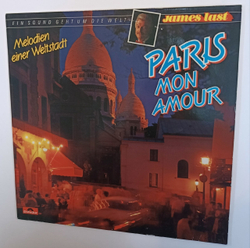 EIN SOUND GEHT UM DIE WELT
james last
Melodien
einer Weltstadt
PARIS
MON
AMOUR